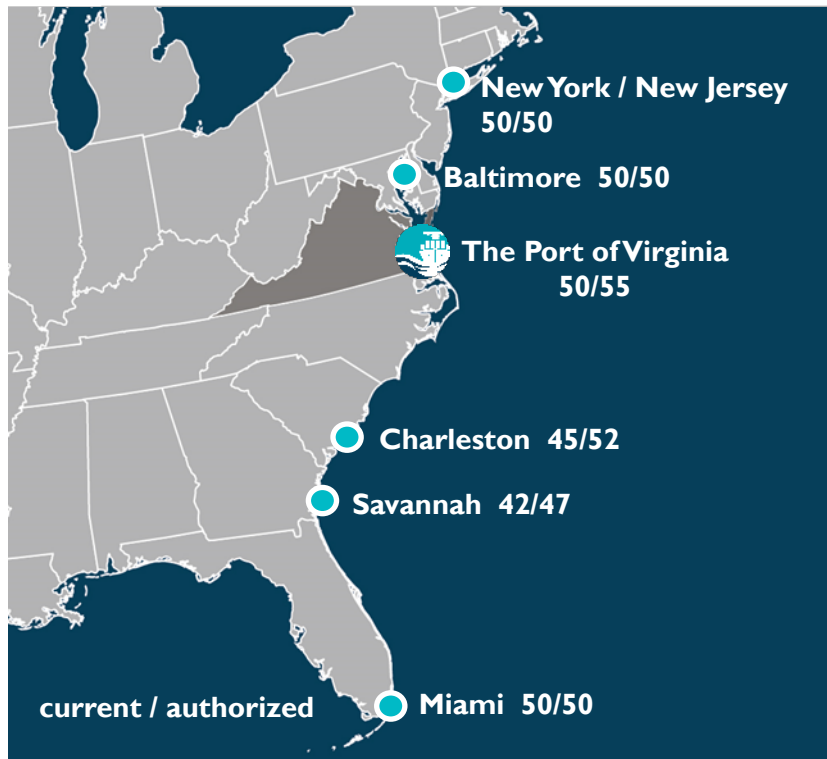 New York / New Jersey
50/50
Baltimore 50/50
The Port of Virginia
50/55
Charleston 45/52
Savannah 42/47
Miami 50/50
current / authorized